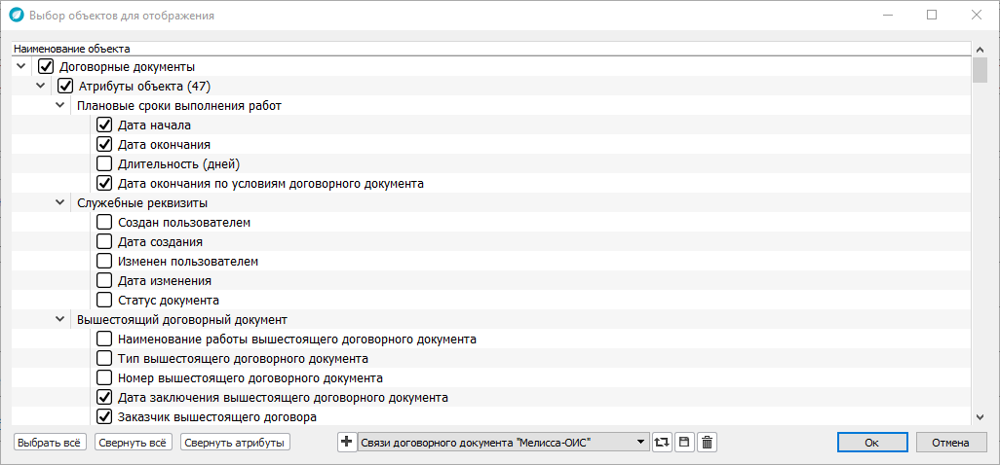 Выбор объектов для отображения
Наименование объекта
Договорные документы
Атрибуты объекта (47)
Плановые сроки выполнения работ
Дата начала
Дата окончания
Длительность (дней)
Дата окончания по условиям договорного документа
Служебные реквизиты
Создан пользователем
Дата создания
Изменен пользователем
Дата изменения
Статус документа
Вышестоящий договорный документ
Наименование работы вышестоящего договорного документа
Тип вышестоящего договорного документа
Номер вышестоящего договорного документа
Дата заключения вышестоящего договорного документа
Заказчик вышестоящего договора
Выбрать всё Свернуть всё Свернуть атрибуты Связи договорного документа "Мелисса-ОИС" Ок Отмена